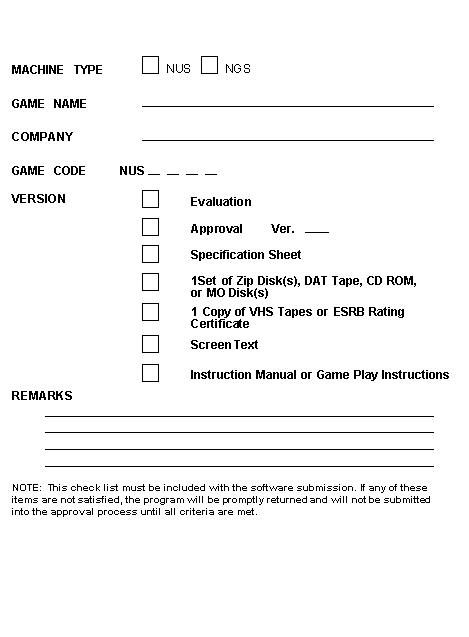 MACHINE TYPE NUS NGS
GAME NAME
COMPANY
GAME CODE NUS _ _ _ _
VERSION
Evaluation
Approval Ver. ___
Specification Sheet
1Set of Zip Disk(s), DAT Tape, CD ROM,
or MO Disk(s)
1 Copy of VHS Tapes or ESRB Rating
Certificate
Screen Text
Instruction Manual or Game Play Instructions
REMARKS
NOTE: This check list must be included with the software submission. If any of these
items are not satisfied, the program will be promptly returned and will not be submitted
into the approval process until all criteria are met.